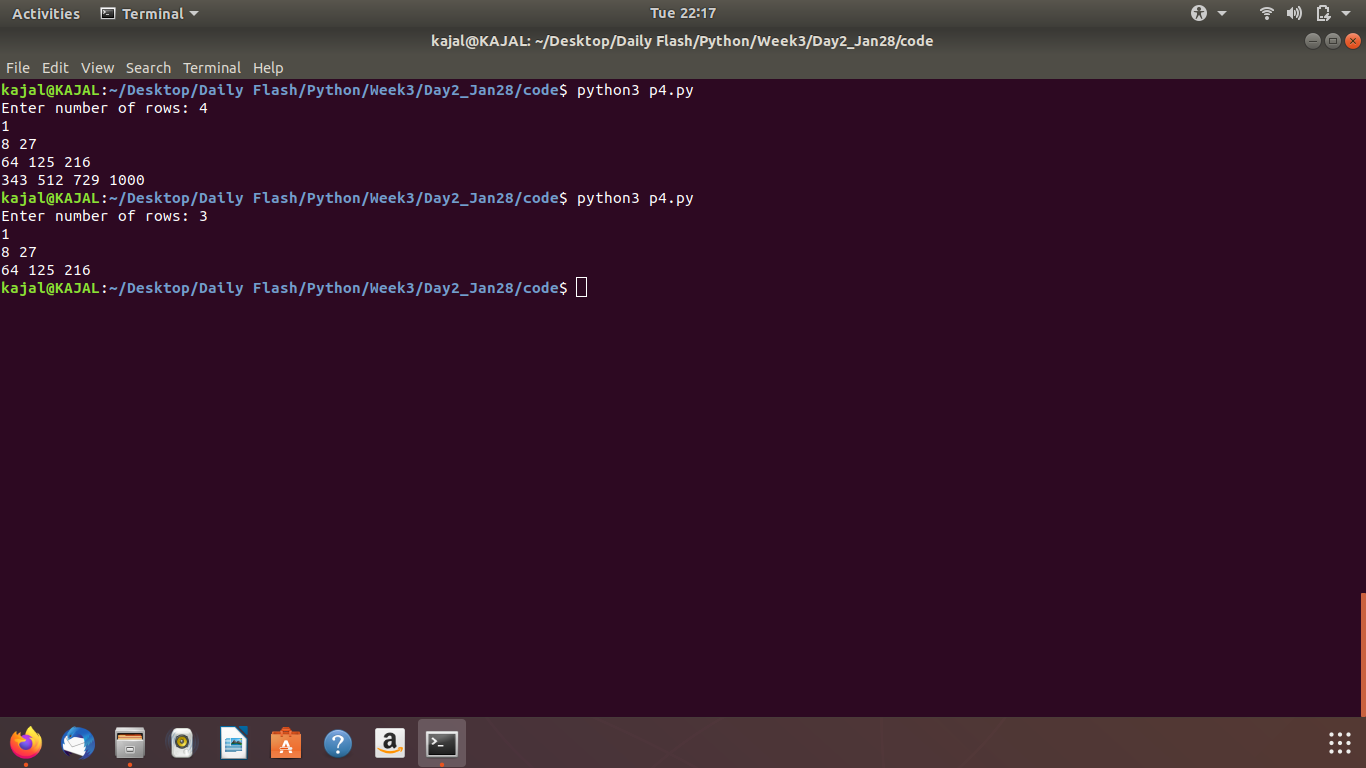 Activities Terminal Tue 22:17
kajal@KAJAL: ~/Desktop/Daily Flash/Python/Week3/Day2_Jan28/code
File Edit View Search Terminal Help
kajal@KAJAL:~/Desktop/Daily Flash/Python/Week3/Day2_Jan28/code$ python3 p4.py
Enter number of rows: 4
1
8 27
64 125 216
343 512 729 1000
kajal@KAJAL:~/Desktop/Daily Flash/Python/Week3/Day2_Jan28/code$ python3 p4.py
Enter number of rows: 3
1
8 27
64 125 216
kajal@KAJAL:~/Desktop/Daily Flash/Python/Week3/Day2_Jan28/code$